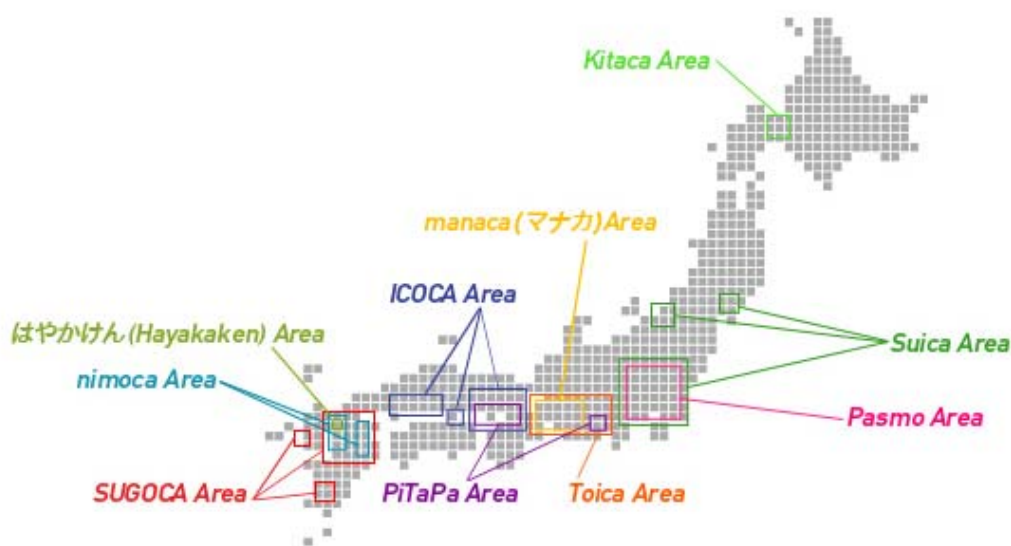 Kitaca Area
manaca(マナカ)Area
ICOCA Area
はやかけん(Hayakaken) Area
Suica Area
nimoca Area
Pasmo Area
SUGOCA Area
PiTaPa Area
Toica Area